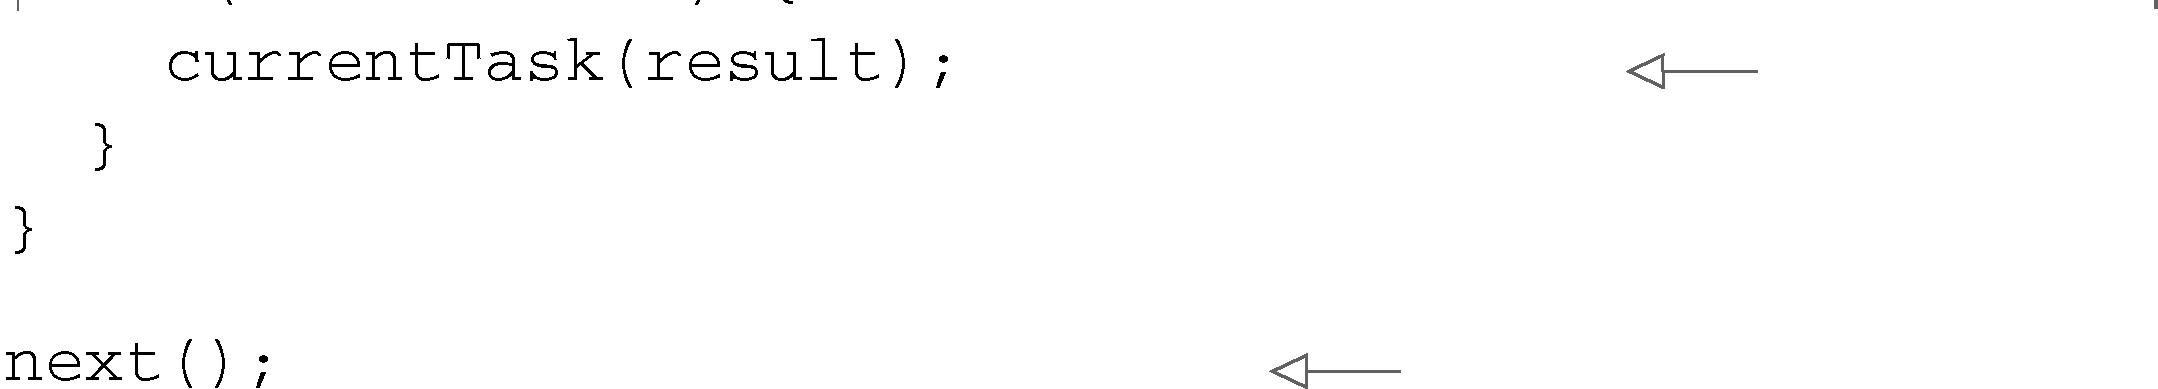 currentTask(result);
}
}
next();